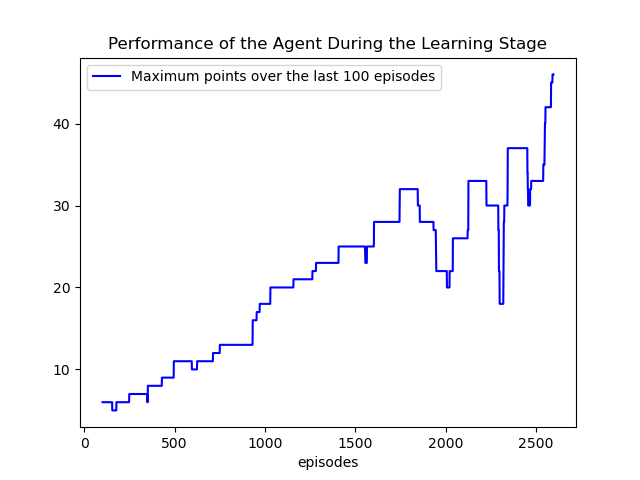 Performance of the Agent During the Learning Stage
Maximum points over the last 100 episodes
40
30
20
10
0 500 1000 1500 2000 2500
episodes